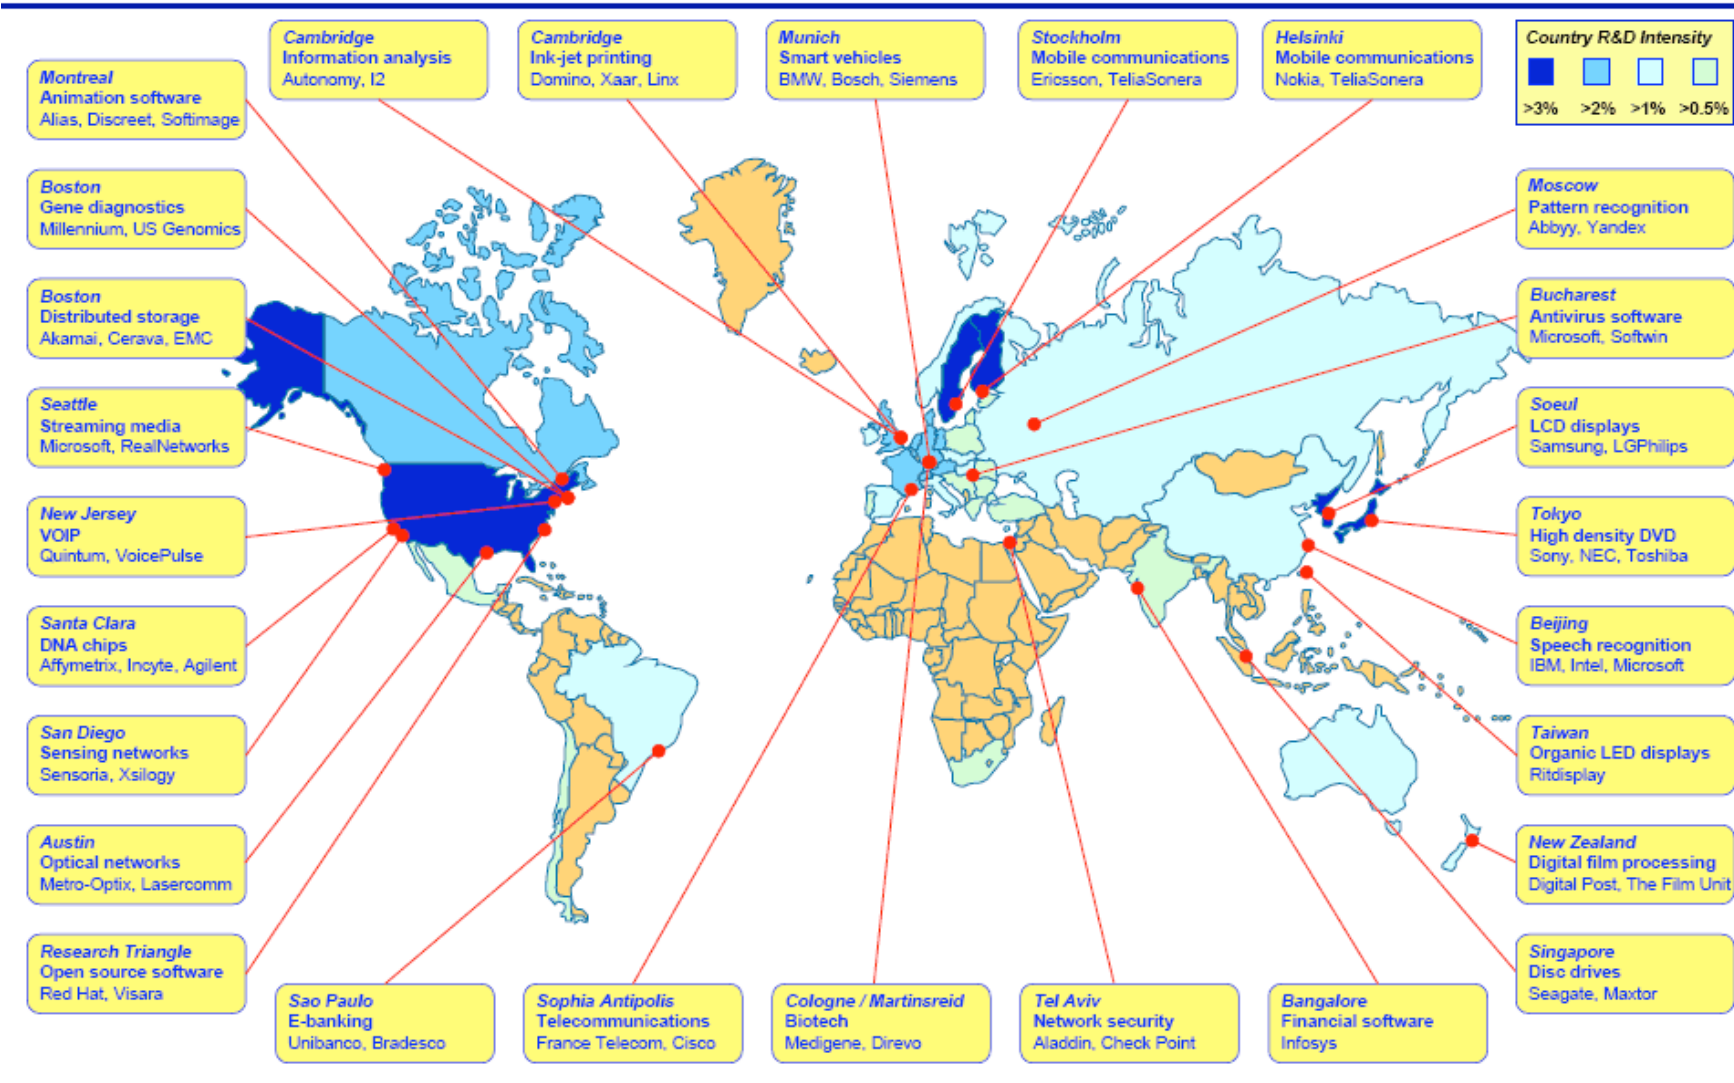 Cambridge
Information analysis
Autonomy, I2
Cambridge
Ink-jet printing
Domino, Xaar, Linx
Munich
Smart vehicles
BMW, Bosch, Siemens
Stockholm
Mobile communications
Ericsson, TeliaSonera
Helsinki
Mobile communications
Nokia, TeliaSonera
Country R&D Intensity
>3% >2% >1% >0.5%
Montreal
Animation software
Alias, Discreet, Softimage
Boston
Gene diagnostics
Millennium, US Genomics
Boston
Distributed storage
Akamai, Cerava, EMC
Seattle
Streaming media
Microsoft, RealNetworks
New Jersey
VOIP
Quintum, VoicePulse
Santa Clara
DNA chips
Affymetrix, Incyte, Agilent
San Diego
Sensing networks
Sensoria, Xsilogy
Austin
Optical networks
Metro-Optix, Lasercomm
Research Triangle
Open source software
Red Hat, Visara
Moscow
Pattern recognition
Abbyy, Yandex
Bucharest
Antivirus software
Microsoft, Softwin
Soeul
LCD displays
Samsung, LGPhilips
Tokyo
High density DVD
Sony, NEC, Toshiba
Beijing
Speech recognition
IBM, Intel, Microsoft
Taiwan
Organic LED displays
Ritdisplay
New Zealand
Digital film processing
Digital Post, The Film Unit
Singapore
Disc drives
Seagate, Maxtor
Sao Paulo
E-banking
Unibanco, Bradesco
Sophia Antipolis
Telecommunications
France Telecom, Cisco
Cologne / Martinsreid
Biotech
Medigene, Direvo
Tel Aviv
Network security
Aladdin, Check Point
Bangalore
Financial software
Infosys